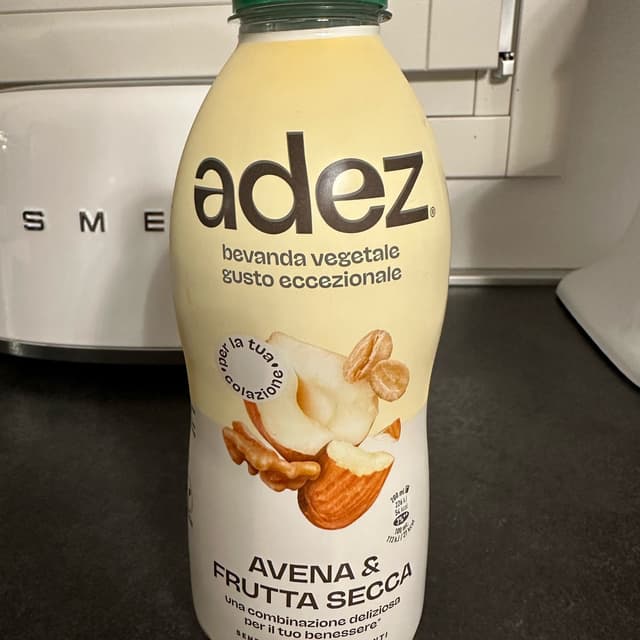 SME
adez®
bevanda vegetale
gusto eccezionale
per la tua
colazione
AVENA &
FRUTTA SECCA
una combinazione deliziosa
per il tuo benessere*